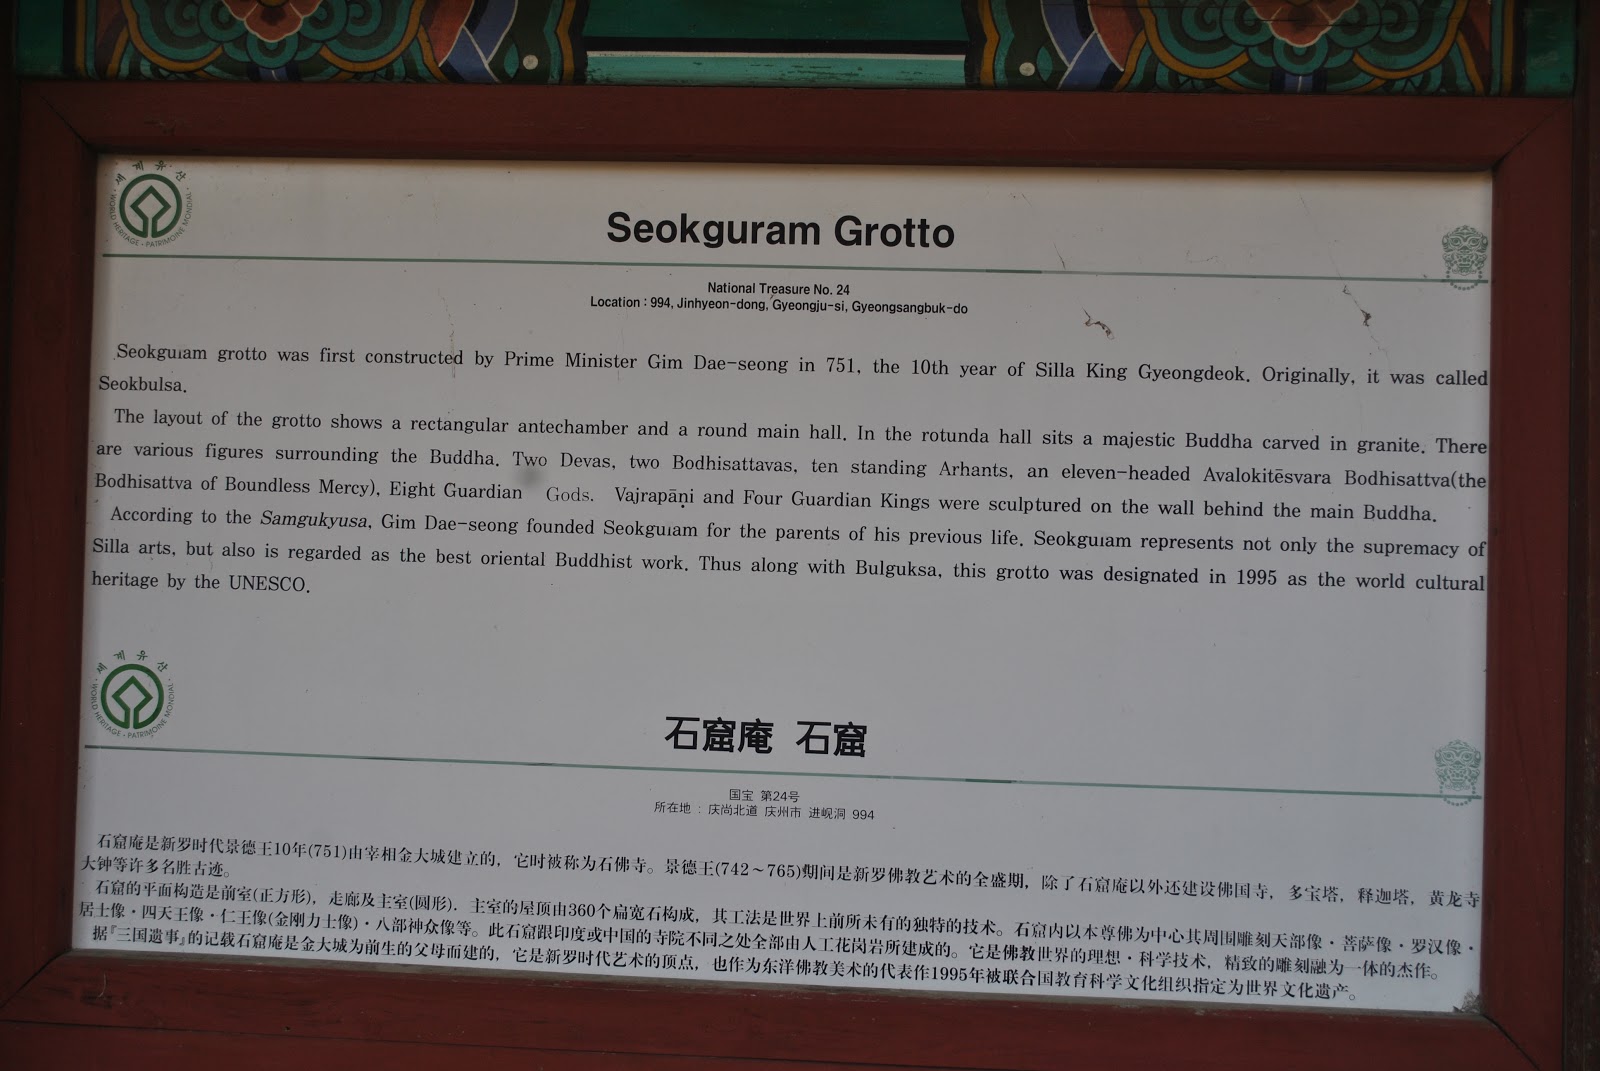 세계유산
WORLD HERITAGE - PATRIMOINE MONDIAL
Seokguram Grotto
National Treasure No. 24
Location : 994, Jinhyeon-dong, Gyeongju-si, Gyeongsangbuk-do
Seokguram grotto was first constructed by Prime Minister Gim Dae-seong in 751, the 10th year of Silla King Gyeongdeok. Originally, it was called
Seokbulsa.
The layout of the grotto shows a rectangular antechamber and a round main hall. In the rotunda hall sits a majestic Buddha carved in granite. There
are various figures surrounding the Buddha. Two Devas, two Bodhisattavas, ten standing Arhants, an eleven-headed Avalokitēsvara Bodhisattva(the
Bodhisattva of Boundless Mercy), Eight Guardian Gods. Vajrapāṇi and Four Guardian Kings were sculptured on the wall behind the main Buddha.
According to the Samgukyusa, Gim Dae-seong founded Seokguram for the parents of his previous life. Seokguram represents not only the supremacy of
Silla arts, but also is regarded as the best oriental Buddhist work. Thus along with Bulguksa, this grotto was designated in 1995 as the world cultural
heritage by the UNESCO.
세계유산
WORLD HERITAGE - PATRIMOINE MONDIAL
石窟庵 石窟
国宝 第24号
所在地 : 庆尚北道 庆州市 进岘洞 994
石窟庵是新罗时代景德王10年(751)由宰相金大城建立的，它时被称为石佛寺。景德王(742～765)期间是新罗佛教艺术的全盛期，除了石窟庵以外还建设佛国寺，多宝塔，释迦塔，黄龙寺
大钟等许多名胜古迹。
石窟的平面构造是前室(正方形)，走廊及主室(圆形)．主室的屋顶由360个扁宽石构成，其工法是世界上前所未有的独特的技术。石窟内以本尊佛为中心其周围雕刻天部像·菩萨像·罗汉像·
居士像·四天王像·仁王像(金刚力士像)·八部神众像等。此石窟跟印度或中国的寺院不同之处全部由人工花岗岩所建成的。它是佛教世界的理想·科学技术，精致的雕刻融为一体的杰作。
据『三国遗事』的记载石窟庵是金大城为前生的父母而建的，它是新罗时代艺术的顶点，也作为东洋佛教美术的代表作1995年被联合国教育科学文化组织指定为世界文化遗产。